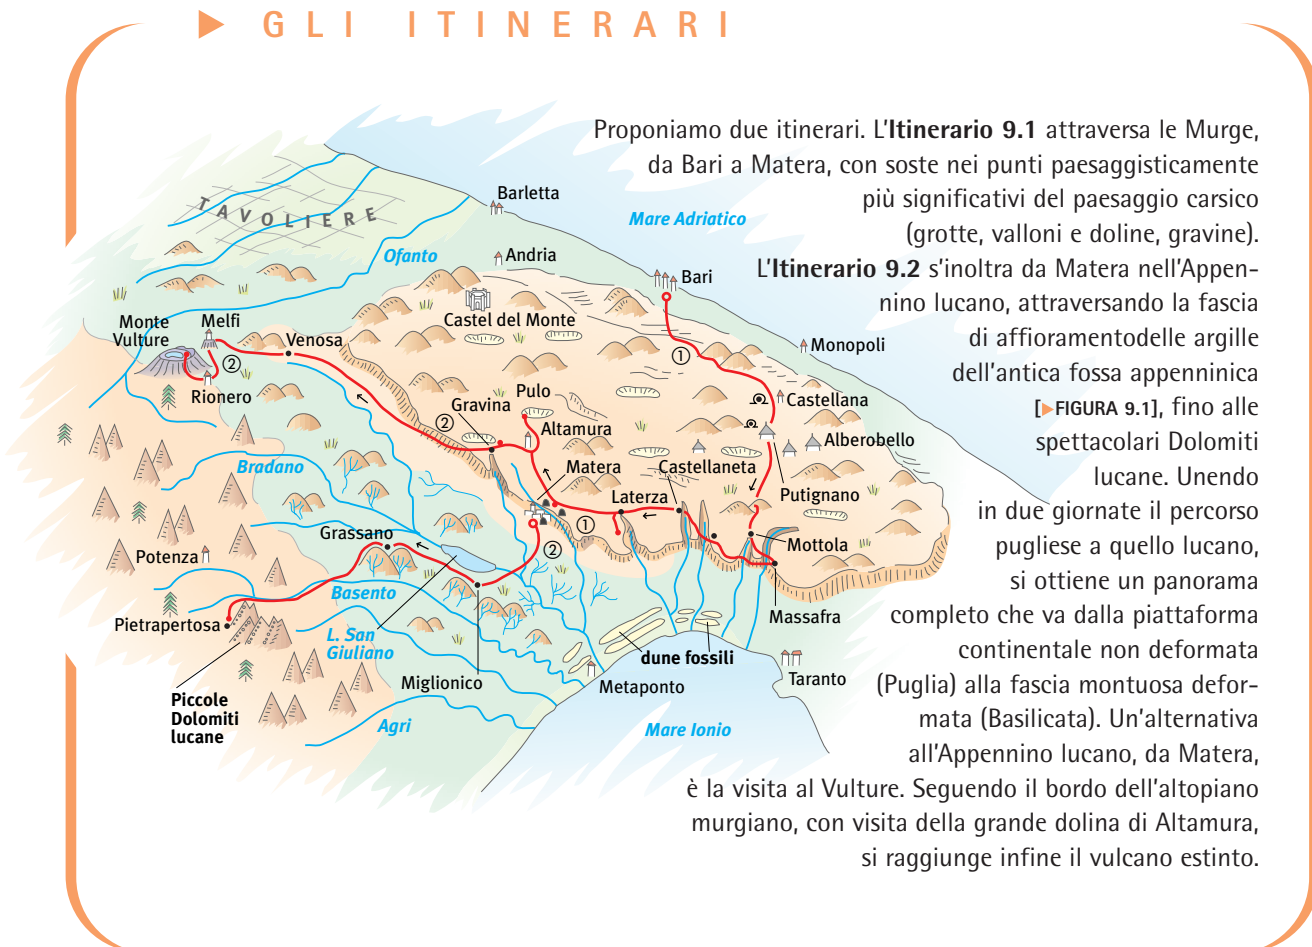 ▶ GLI ITINERARI
Proponiamo due itinerari. L'Itinerario 9.1 attraversa le Murge,
da Bari a Matera, con soste nei punti paesaggisticamente
più significativi del paesaggio carsico
(grotte, valloni e doline, gravine).
L'Itinerario 9.2 s'inoltra da Matera nell'Appen-
nino lucano, attraversando la fascia
di affioramentodelle argille
dell'antica fossa appenninica
[▶FIGURA 9.1], fino alle
spettacolari Dolomiti
lucane. Unendo
in due giornate il percorso
pugliese a quello lucano,
si ottiene un panorama
completo che va dalla piattaforma
continentale non deformata
(Puglia) alla fascia montuosa defor-
mata (Basilicata). Un'alternativa
all'Appennino lucano, da Matera,
è la visita al Vulture. Seguendo il bordo dell'altopiano
murgiano, con visita della grande dolina di Altamura,
si raggiunge infine il vulcano estinto.
TAVOLIERE
Barletta
Mare Adriatico
Ofanto
Andria
Bari
Castel del Monte
Monte
Vulture
Melfi
Venosa
Monopoli
①
②
Rionero
Pulo
Castellana
Gravina
②
Altamura
Alberobello
Bradano
Matera
Castellaneta
Putignano
Laterza
①
Grassano
②
Mottola
Potenza
Basento
Massafra
Pietrapertosa
L. San
Giuliano
dune fossili
Miglionico
Metaponto
Taranto
Piccole
Dolomiti
lucane
Agri
Mare Ionio